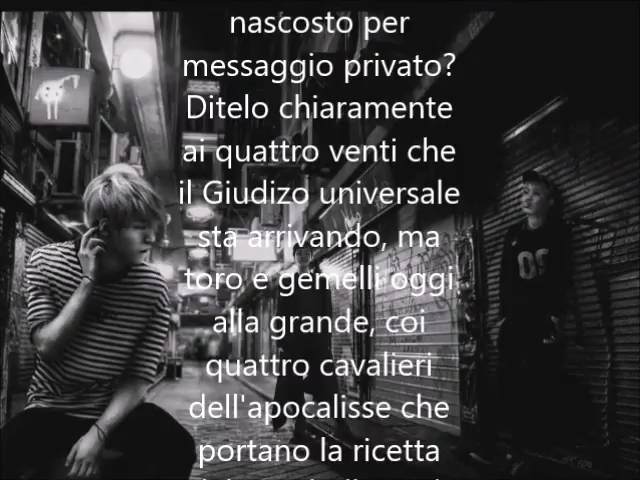 nascosto per
messaggio privato?
Ditelo chiaramente
ai quattro venti che
il Giudizo universale
sta arrivando, ma
toro e gemelli oggi
alla grande, coi
quattro cavalieri
dell'apocalisse che
portano la ricetta